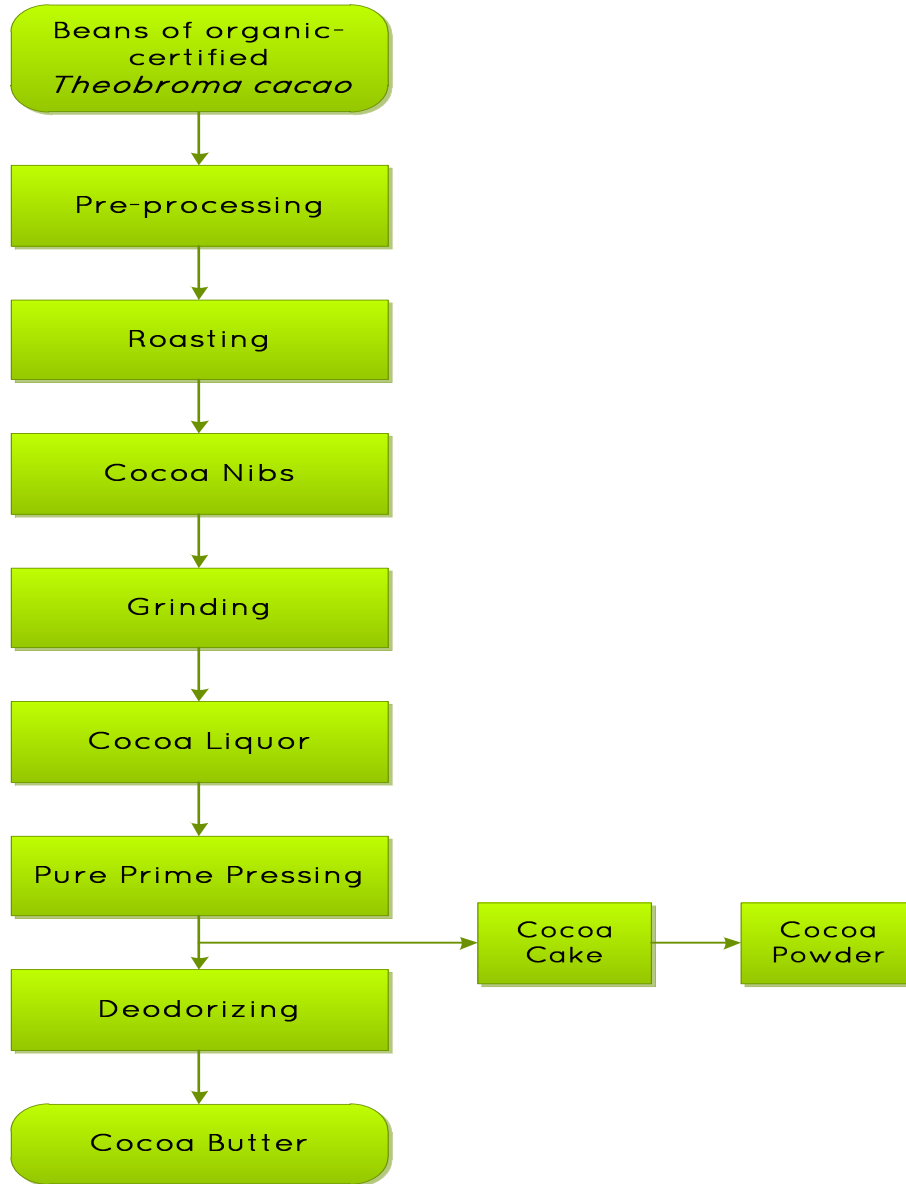 Beans of organic-
certified
Theobroma cacao
Pre-processing
Roasting
Cocoa Nibs
Grinding
Cocoa Liquor
Pure Prime Pressing
Cocoa
Cake
Cocoa
Powder
Deodorizing
Cocoa Butter